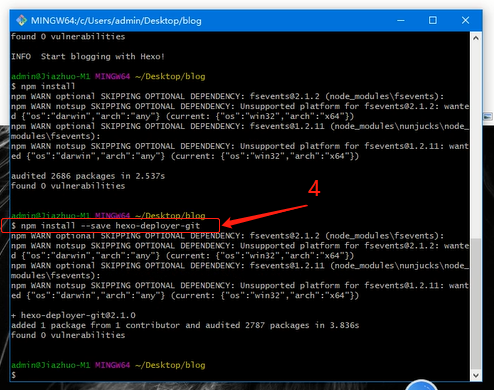 MINGW64:/c/Users/admin/Desktop/blog
found 0 vulnerabilities
INFO  Start blogging with Hexo!
admin@Jiazhuo-M1 MINGW64 ~/Desktop/blog
$ npm install
npm WARN optional SKIPPING OPTIONAL DEPENDENCY: fsevents@2.1.2 (node_modules\fsevents):
npm WARN notsup SKIPPING OPTIONAL DEPENDENCY: Unsupported platform for fsevents@2.1.2: wante
d {"os":"darwin","arch":"any"} (current: {"os":"win32","arch":"x64"})
npm WARN optional SKIPPING OPTIONAL DEPENDENCY: fsevents@1.2.11 (node_modules\nunjucks\node_
modules\fsevents):
npm WARN notsup SKIPPING OPTIONAL DEPENDENCY: Unsupported platform for fsevents@1.2.11: want
ed {"os":"darwin","arch":"any"} (current: {"os":"win32","arch":"x64"})
audited 2686 packages in 2.537s
found 0 vulnerabilities
4
admin@Jiazhuo-M1 MINGW64 ~/Desktop/blog
$ npm install --save hexo-deployer-git
npm WARN optional SKIPPING OPTIONAL DEPENDENCY: fsevents@2.1.2 (node_modules\fsevents):
npm WARN notsup SKIPPING OPTIONAL DEPENDENCY: Unsupported platform for fsevents@2.1.2: wante
d {"os":"darwin","arch":"any"} (current: {"os":"win32","arch":"x64"})
npm WARN optional SKIPPING OPTIONAL DEPENDENCY: fsevents@1.2.11 (node_modules\nunjucks\node_
modules\fsevents):
npm WARN notsup SKIPPING OPTIONAL DEPENDENCY: Unsupported platform for fsevents@1.2.11: want
ed {"os":"darwin","arch":"any"} (current: {"os":"win32","arch":"x64"})
+ hexo-deployer-git@2.1.0
added 1 package from 1 contributor and audited 2787 packages in 3.836s
found 0 vulnerabilities
admin@Jiazhuo-M1 MINGW64 ~/Desktop/blog
$